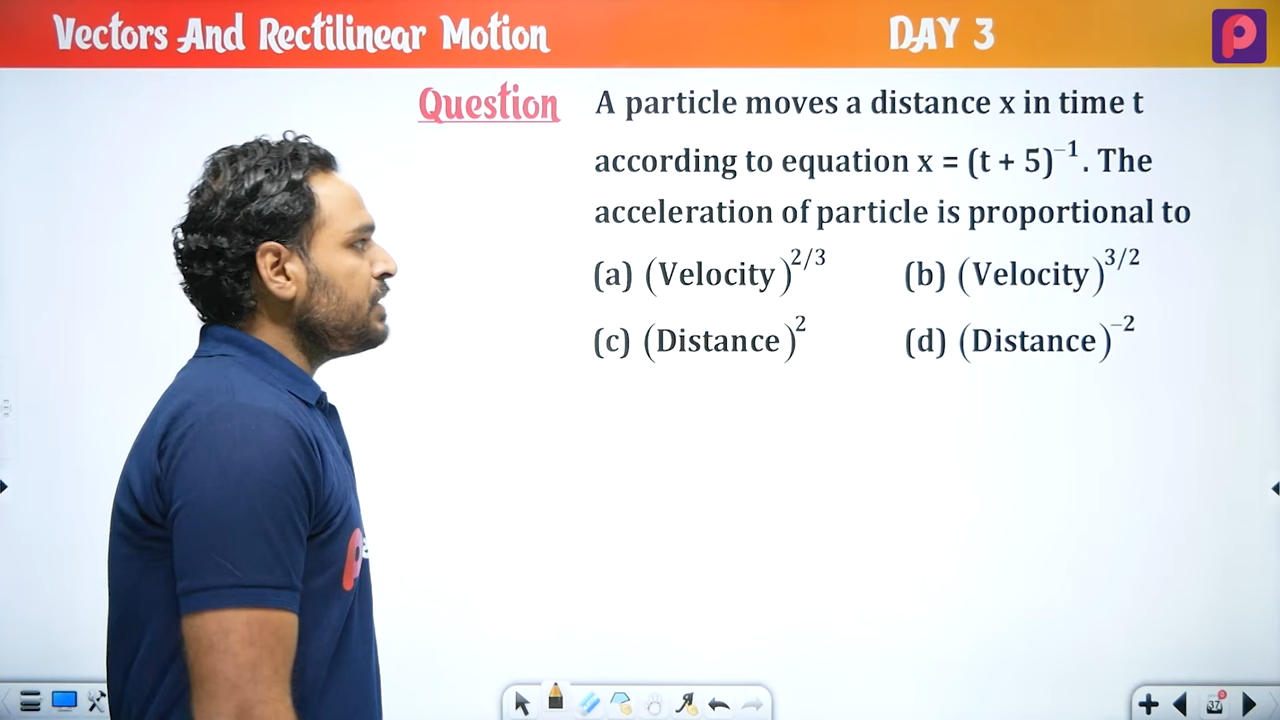 Vectors And Rectilinear Motion DAY 3
Question A particle moves a distance x in time t
according to equation x = (t + 5)⁻¹. The
acceleration of particle is proportional to
(a) (Velocity)^2/3 (b) (Velocity)^3/2
(c) (Distance)^2 (d) (Distance)^-2
37